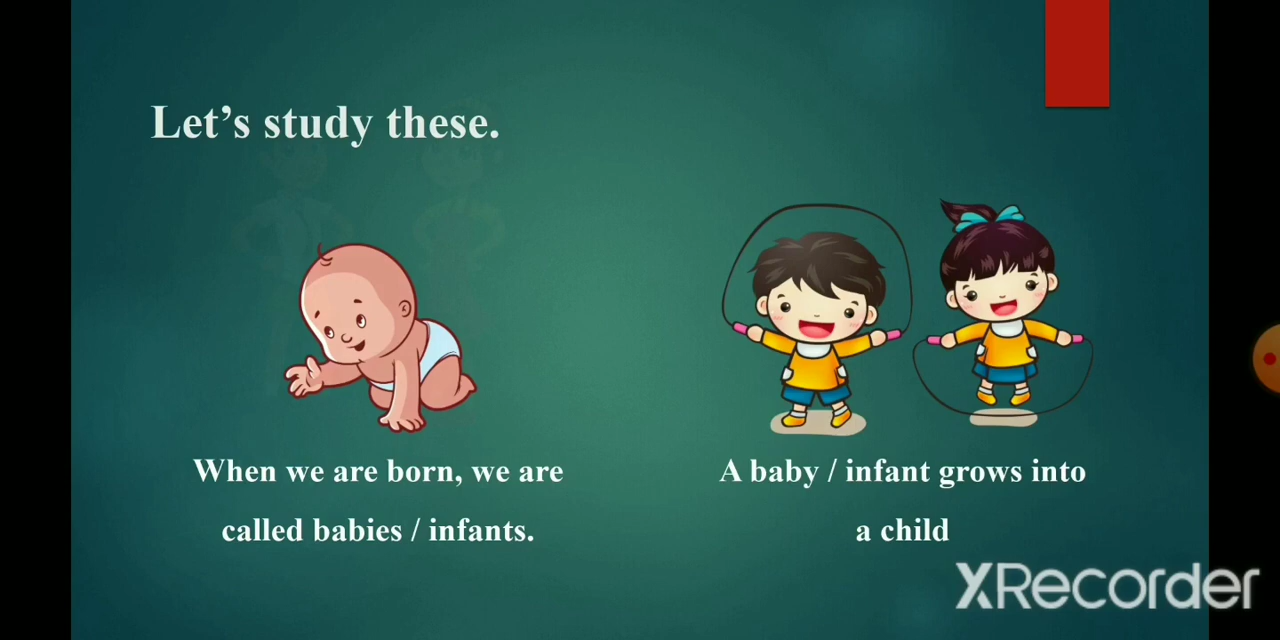 Let’s study these.
When we are born, we are
called babies / infants.
A baby / infant grows into
a child
XRecorder